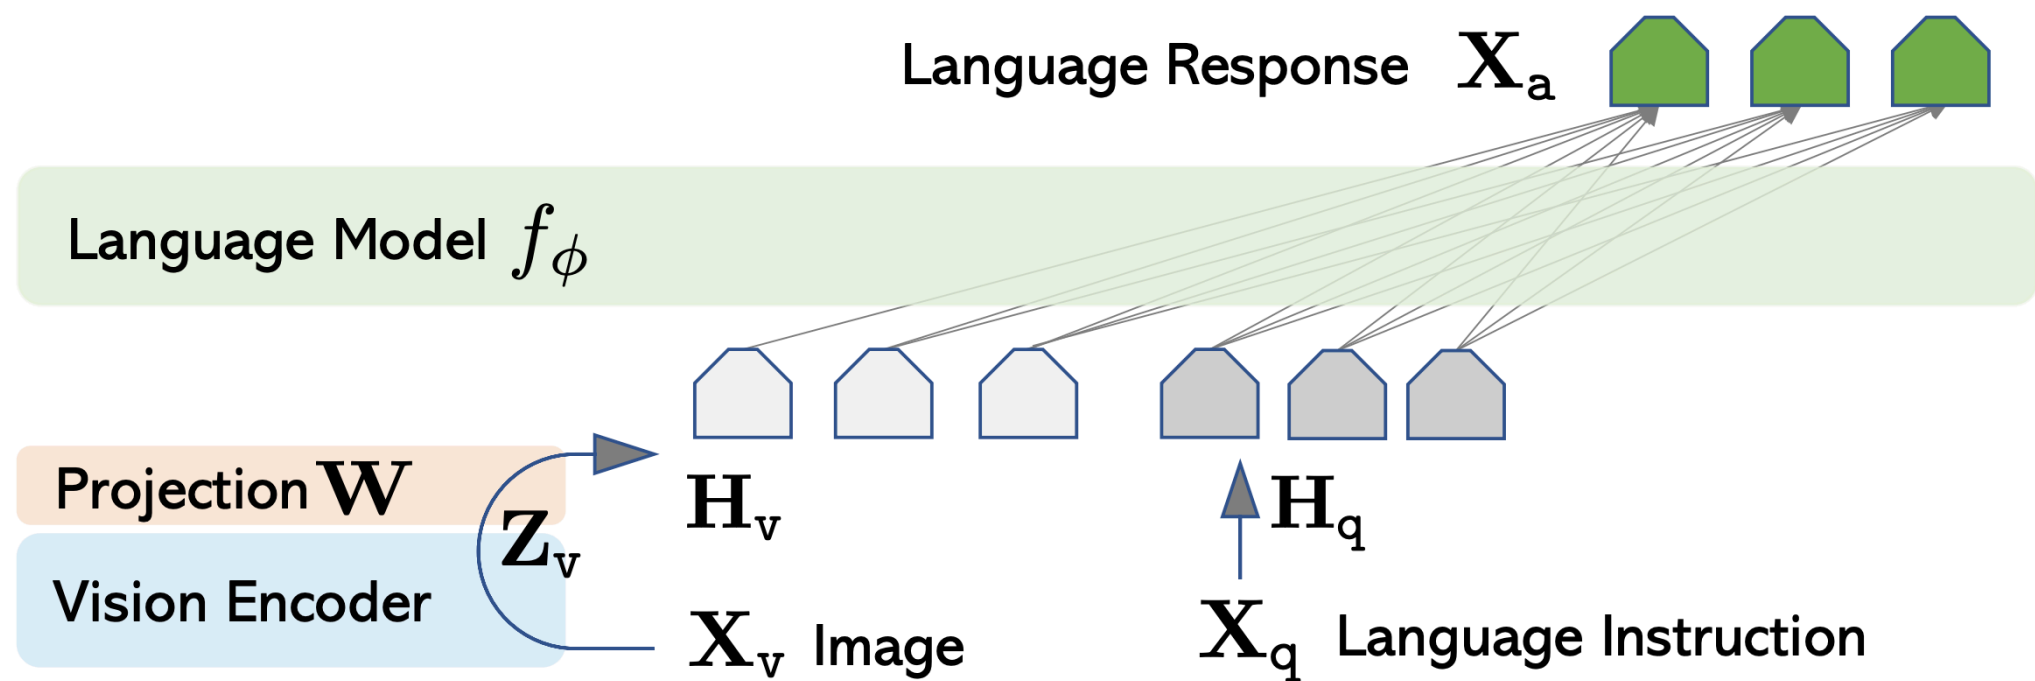 Language Response X_a
Language Model f_ϕ
Projection W
Z_v
H_v
H_q
Vision Encoder
X_v Image
X_q Language Instruction